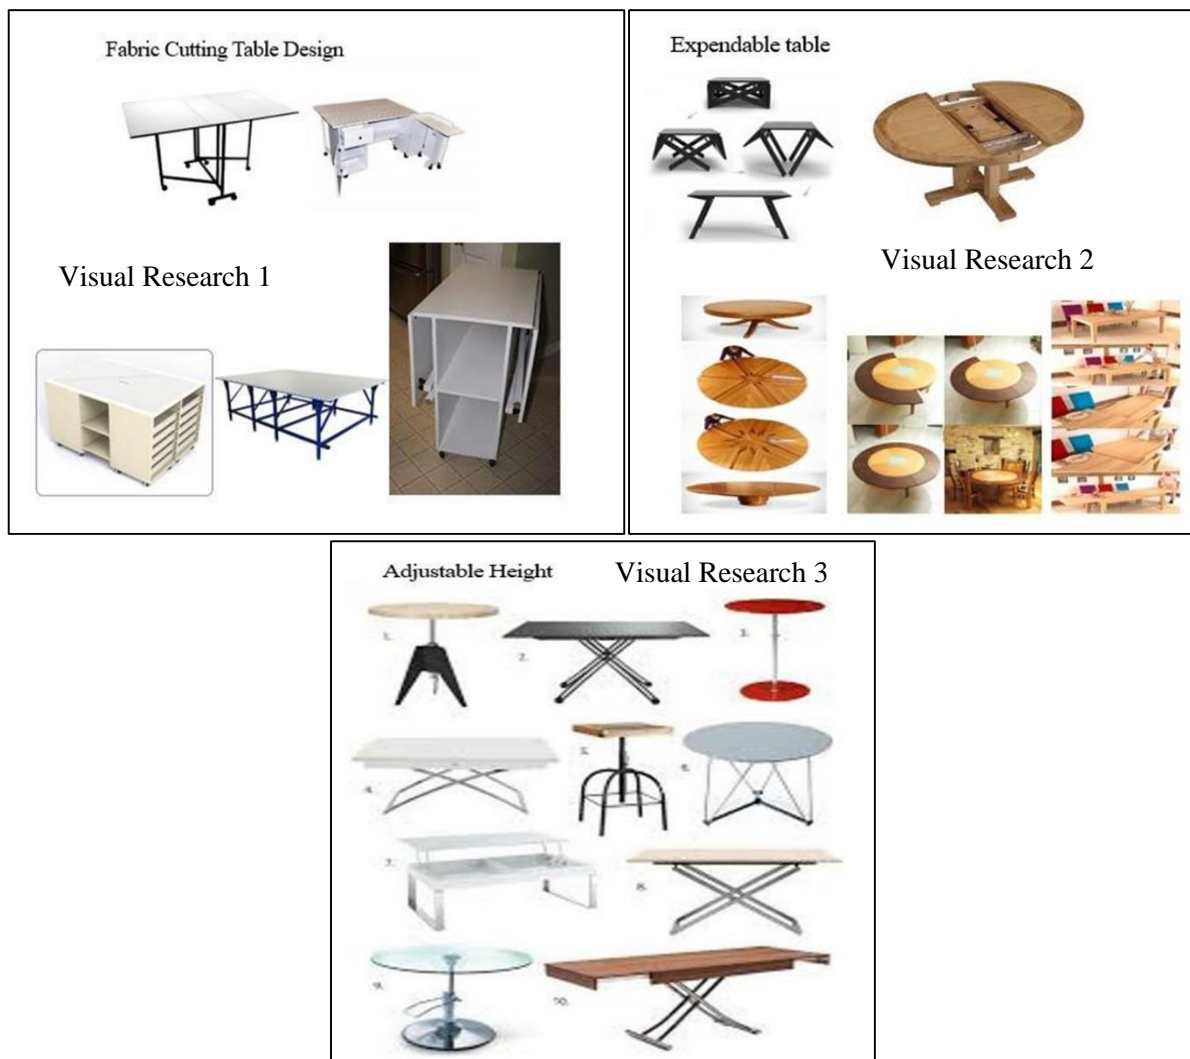 Fabric Cutting Table Design
Visual Research 1
Expendable table
Visual Research 2
Adjustable Height
Visual Research 3
1.
2.
3.
4.
5.
7.
8.
9.
10.